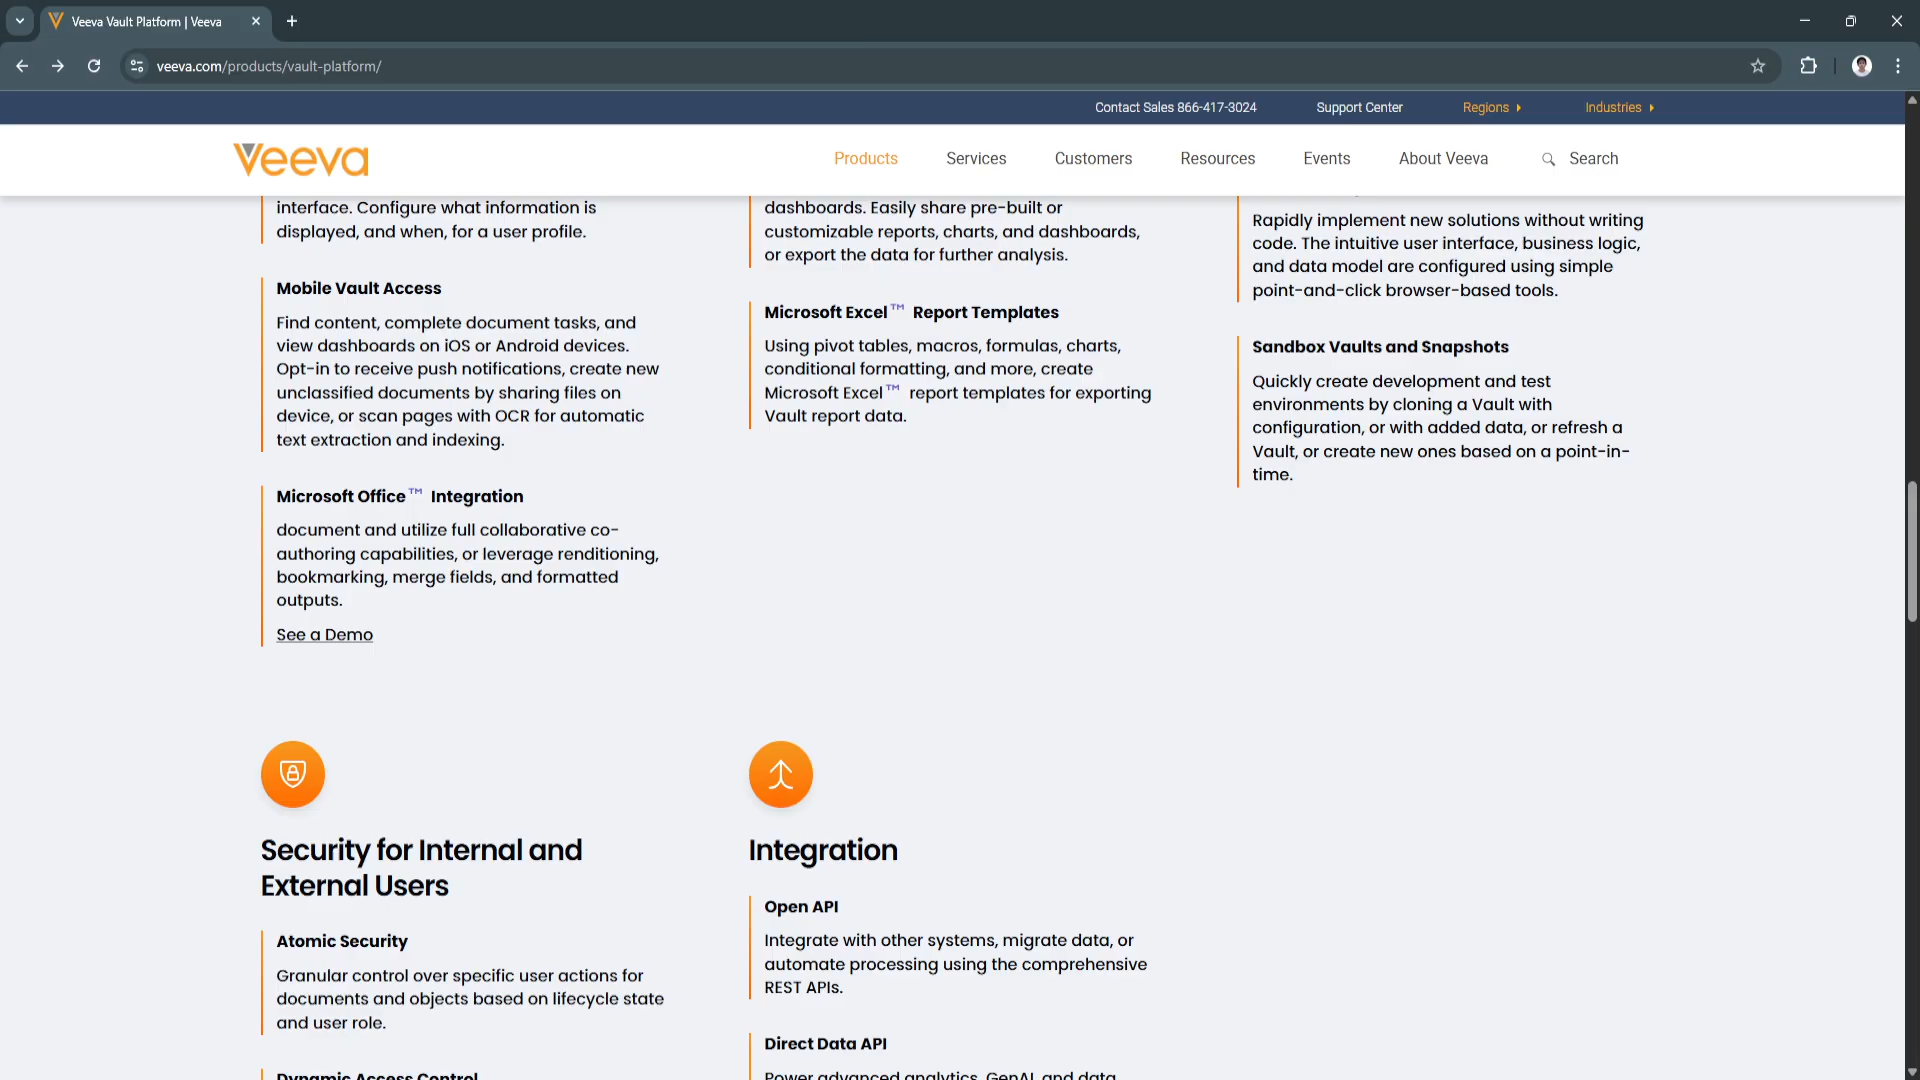 Veeva Vault Platform | Veeva
veeva.com/products/vault-platform/
Contact Sales 866-417-3024
Support Center
Regions
Industries
Veeva
Products
Services
Customers
Resources
Events
About Veeva
Search
interface. Configure what information is
displayed, and when, for a user profile.
Mobile Vault Access
Find content, complete document tasks, and
view dashboards on iOS or Android devices.
Opt-in to receive push notifications, create new
unclassified documents by sharing files on
device, or scan pages with OCR for automatic
text extraction and indexing.
Microsoft Office™ Integration
document and utilize full collaborative co-
authoring capabilities, or leverage renditioning,
bookmarking, merge fields, and formatted
outputs.
See a Demo
dashboards. Easily share pre-built or
customizable reports, charts, and dashboards,
or export the data for further analysis.
Microsoft Excel™ Report Templates
Using pivot tables, macros, formulas, charts,
conditional formatting, and more, create
Microsoft Excel™ report templates for exporting
Vault report data.
Rapidly implement new solutions without writing
code. The intuitive user interface, business logic,
and data model are configured using simple
point-and-click browser-based tools.
Sandbox Vaults and Snapshots
Quickly create development and test
environments by cloning a Vault with
configuration, or with added data, or refresh a
Vault, or create new ones based on a point-in-
time.
Security for Internal and
External Users
Atomic Security
Granular control over specific user actions for
documents and objects based on lifecycle state
and user role.
Dynamic Access Control
Integration
Open API
Integrate with other systems, migrate data, or
automate processing using the comprehensive
REST APIs.
Direct Data API
Power advanced analytics, GenAI, and data